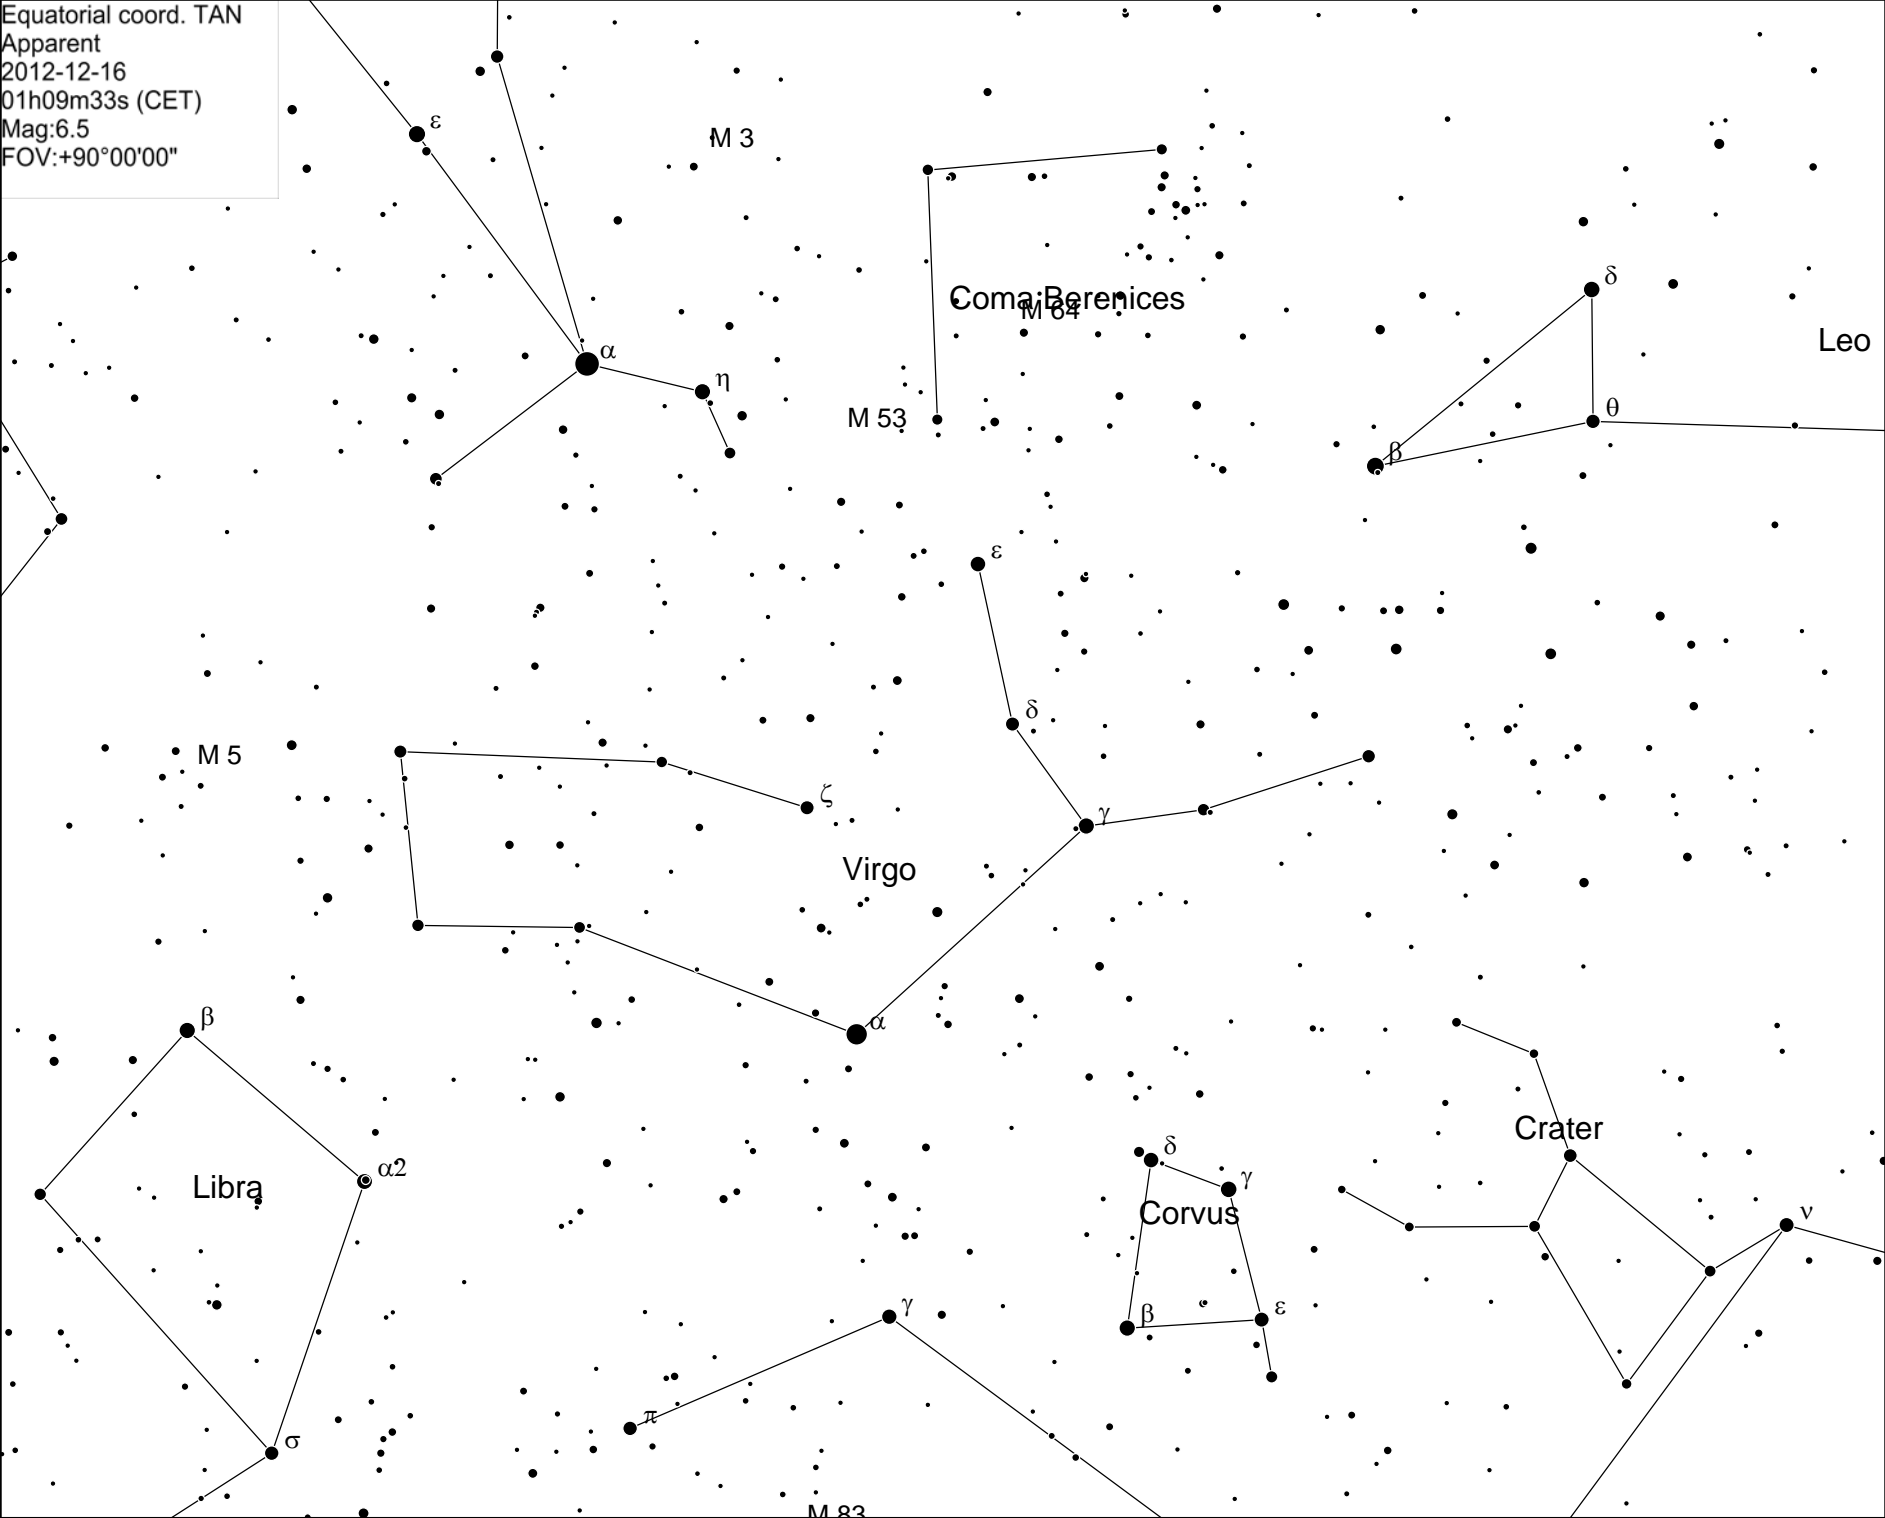 Equatorial coord. TAN
Apparent
2012-12-16
01h09m33s (CET)
Mag:6.5
FOV:+90°00'00"
ε
M 3
δ
Coma Berenices
M 64
Leo
α
η
θ
M 53
β
ε
δ
M 5
ζ
γ
Virgo
β
α
Crater
α2
δ
Libra
γ
Corvus
ν
γ
β
ε
π
σ
M 83